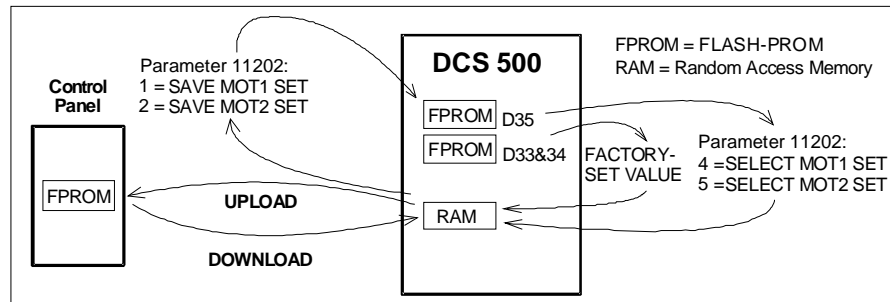 Control
Panel
FPROM
Parameter 11202:
1 = SAVE MOT1 SET
2 = SAVE MOT2 SET
UPLOAD
DOWNLOAD
DCS 500
FPROM D35
FPROM D33&34
RAM
FACTORY-
SET VALUE
FPROM = FLASH-PROM
RAM = Random Access Memory
Parameter 11202:
4 =SELECT MOT1 SET
5 =SELECT MOT2 SET